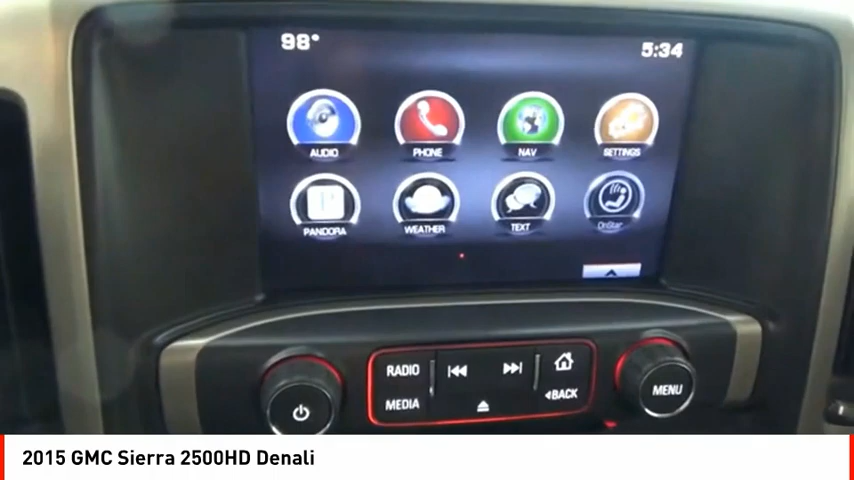 98° 5:34
AUDIO PHONE NAV SETTINGS
PANDORA WEATHER TEXT OnStar
RADIO
MEDIA BACK
MENU
2015 GMC Sierra 2500HD Denali